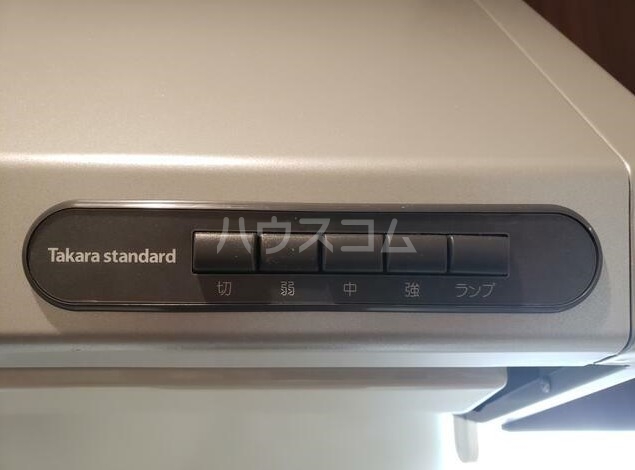 ハウスコム
Takara standard
切 弱 中 強 ランプ